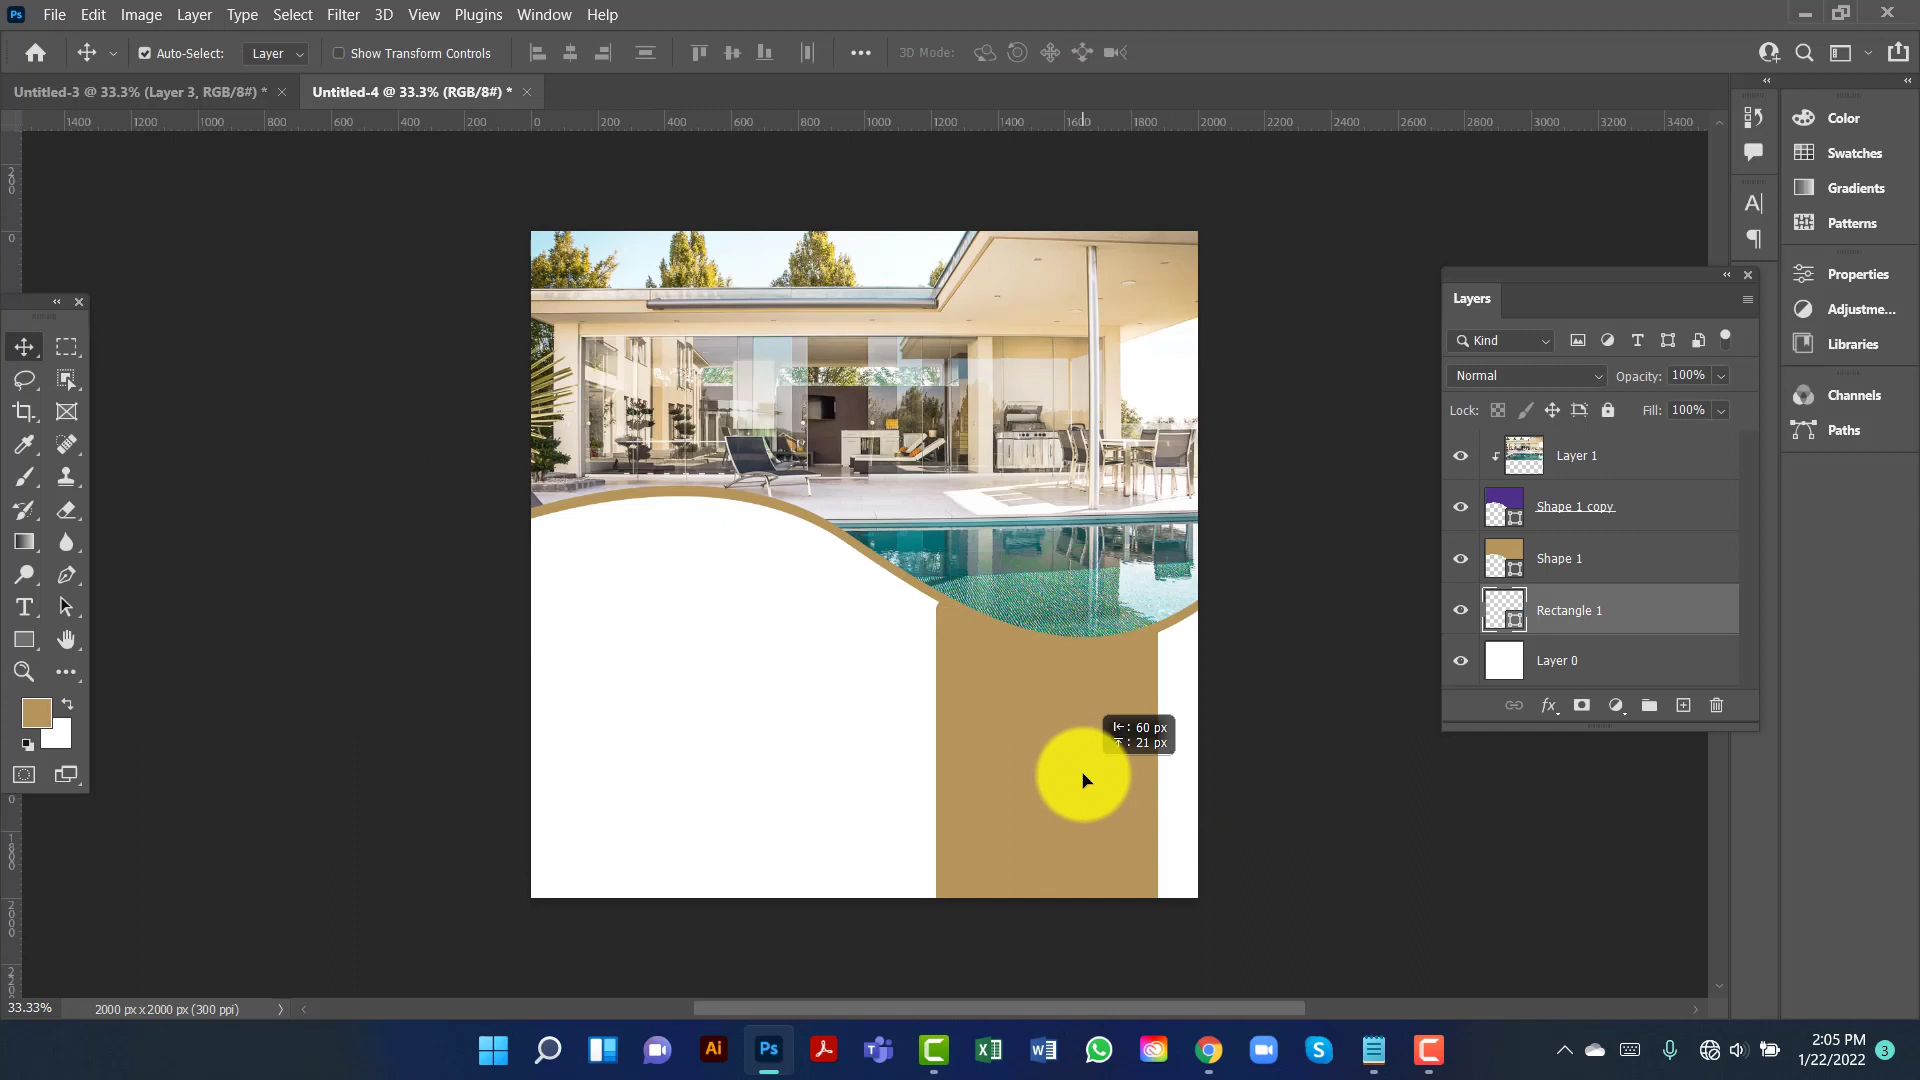 Ps File Edit Image Layer Type Select Filter 3D View Plugins Window Help
Auto-Select: Layer Show Transform Controls 3D Mode:
Untitled-3 @ 33.3% (Layer 3, RGB/8#) * Untitled-4 @ 33.3% (RGB/8#) *
1400 1200 1000 800 600 400 200 0 200 400 600 800 1000 1200 1400 1600 1800 2000 2200 2400 2600 2800 3000 3200 3400
Color
Swatches
Gradients
Patterns
Properties
Adjustme...
Libraries
Channels
Paths
Layers
Kind
Normal Opacity: 100%
Lock: Fill: 100%
Layer 1
Shape 1 copy
Shape 1
Rectangle 1
Layer 0
fx
: 60 px
: 21 px
33.33% 2000 px x 2000 px (300 ppi)
Ai Ps
2:05 PM
1/22/2022 3